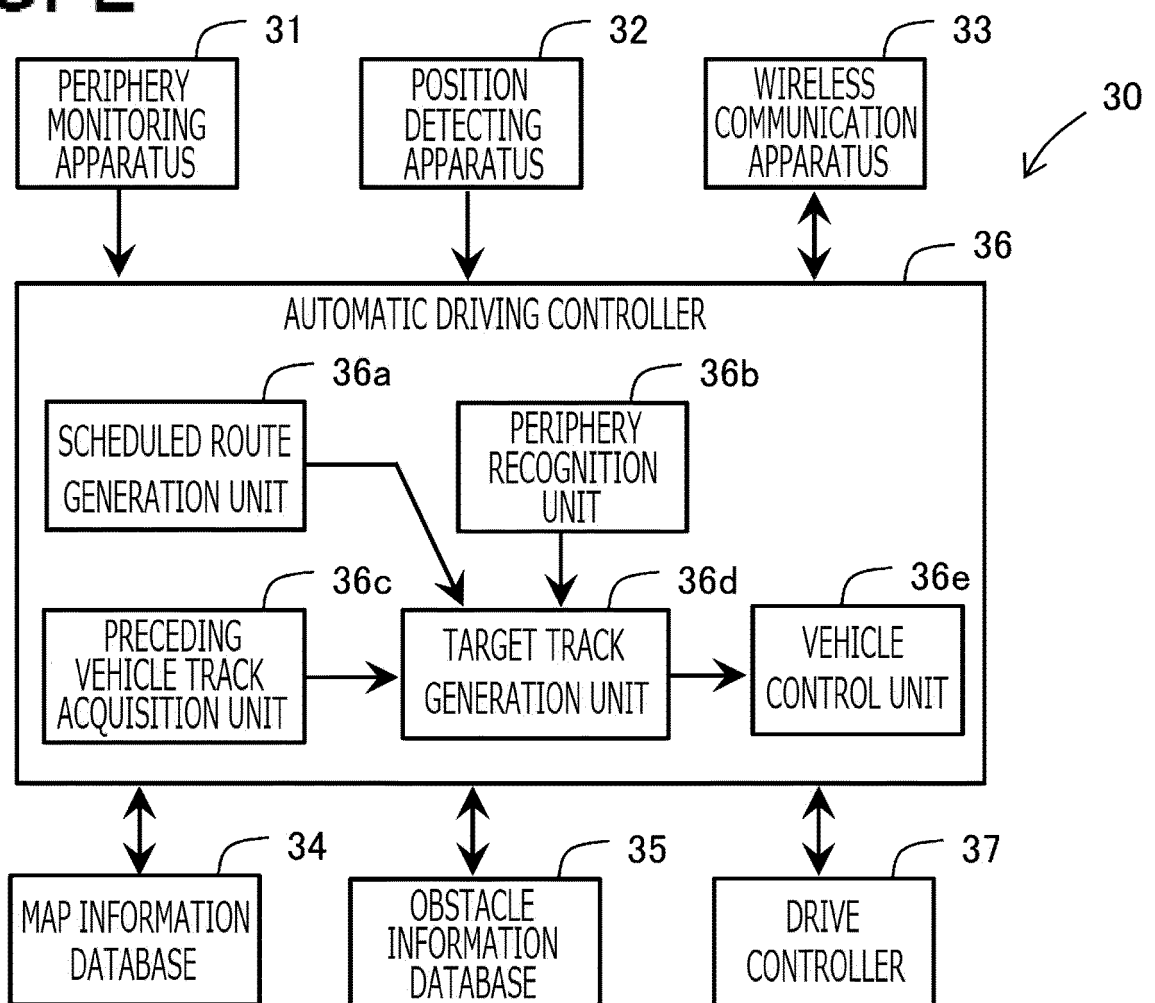 31
32
33
30
PERIPHERY
MONITORING
APPARATUS
POSITION
DETECTING
APPARATUS
WIRELESS
COMMUNICATION
APPARATUS
36
AUTOMATIC DRIVING CONTROLLER
36a
36b
SCHEDULED ROUTE
GENERATION UNIT
PERIPHERY
RECOGNITION
UNIT
36c
36d
36e
PRECEDING
VEHICLE TRACK
ACQUISITION UNIT
TARGET TRACK
GENERATION UNIT
VEHICLE
CONTROL UNIT
34
35
37
MAP INFORMATION
DATABASE
OBSTACLE
INFORMATION
DATABASE
DRIVE
CONTROLLER